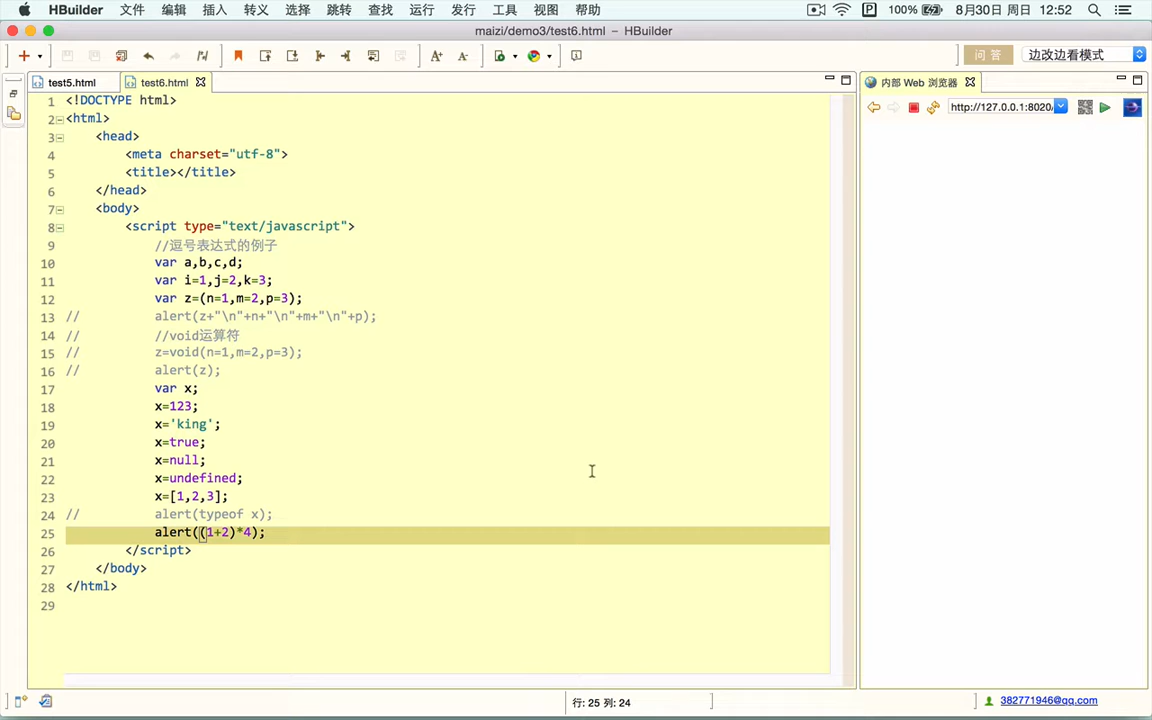 HBuilder 文件 编辑 插入 转义 选择 跳转 查找 运行 发行 工具 视图 帮助 P 100% 8月30日 周日 12:52
maizi/demo3/test6.html – HBuilder
问 答 边改边看模式
test5.html test6.html 内部 Web 浏览器
http://127.0.0.1:8020/
1 <!DOCTYPE html>
2 <html>
3 <head>
4 <meta charset="utf-8">
5 <title></title>
6 </head>
7 <body>
8 <script type="text/javascript">
9 //逗号表达式的例子
10 var a,b,c,d;
11 var i=1,j=2,k=3;
12 var z=(n=1,m=2,p=3);
13 // alert(z+"\n"+n+"\n"+m+"\n"+p);
14 // //void运算符
15 // z=void(n=1,m=2,p=3);
16 // alert(z);
17 var x;
18 x=123;
19 x='king';
20 x=true;
21 x=null;
22 x=undefined;
23 x=[1,2,3];
24 // alert(typeof x);
25 alert((1+2)*4);
26 </script>
27 </body>
28 </html>
29
行: 25 列: 24 382771946@qq.com